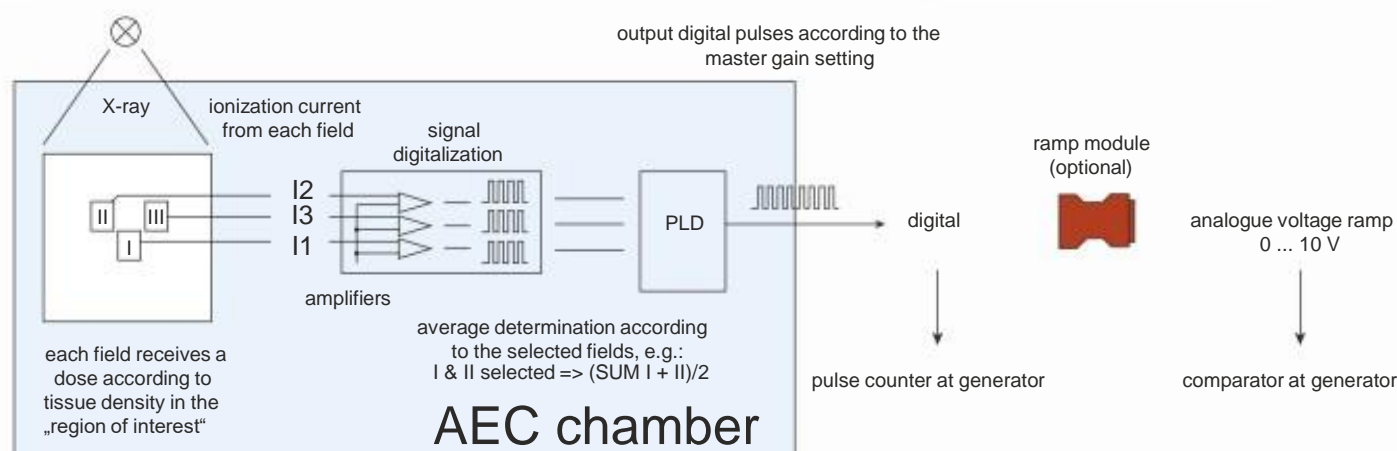 output digital pulses according to the
master gain setting
X-ray
ionization current
from each field
signal
digitalization
ramp module
(optional)
I2
I3
I1
II
III
I
PLD
digital
analogue voltage ramp
0 ... 10 V
amplifiers
each field receives a
dose according to
tissue density in the
„region of interest“
average determination according
to the selected fields, e.g.:
I & II selected => (SUM I + II)/2
pulse counter at generator
comparator at generator
AEC chamber